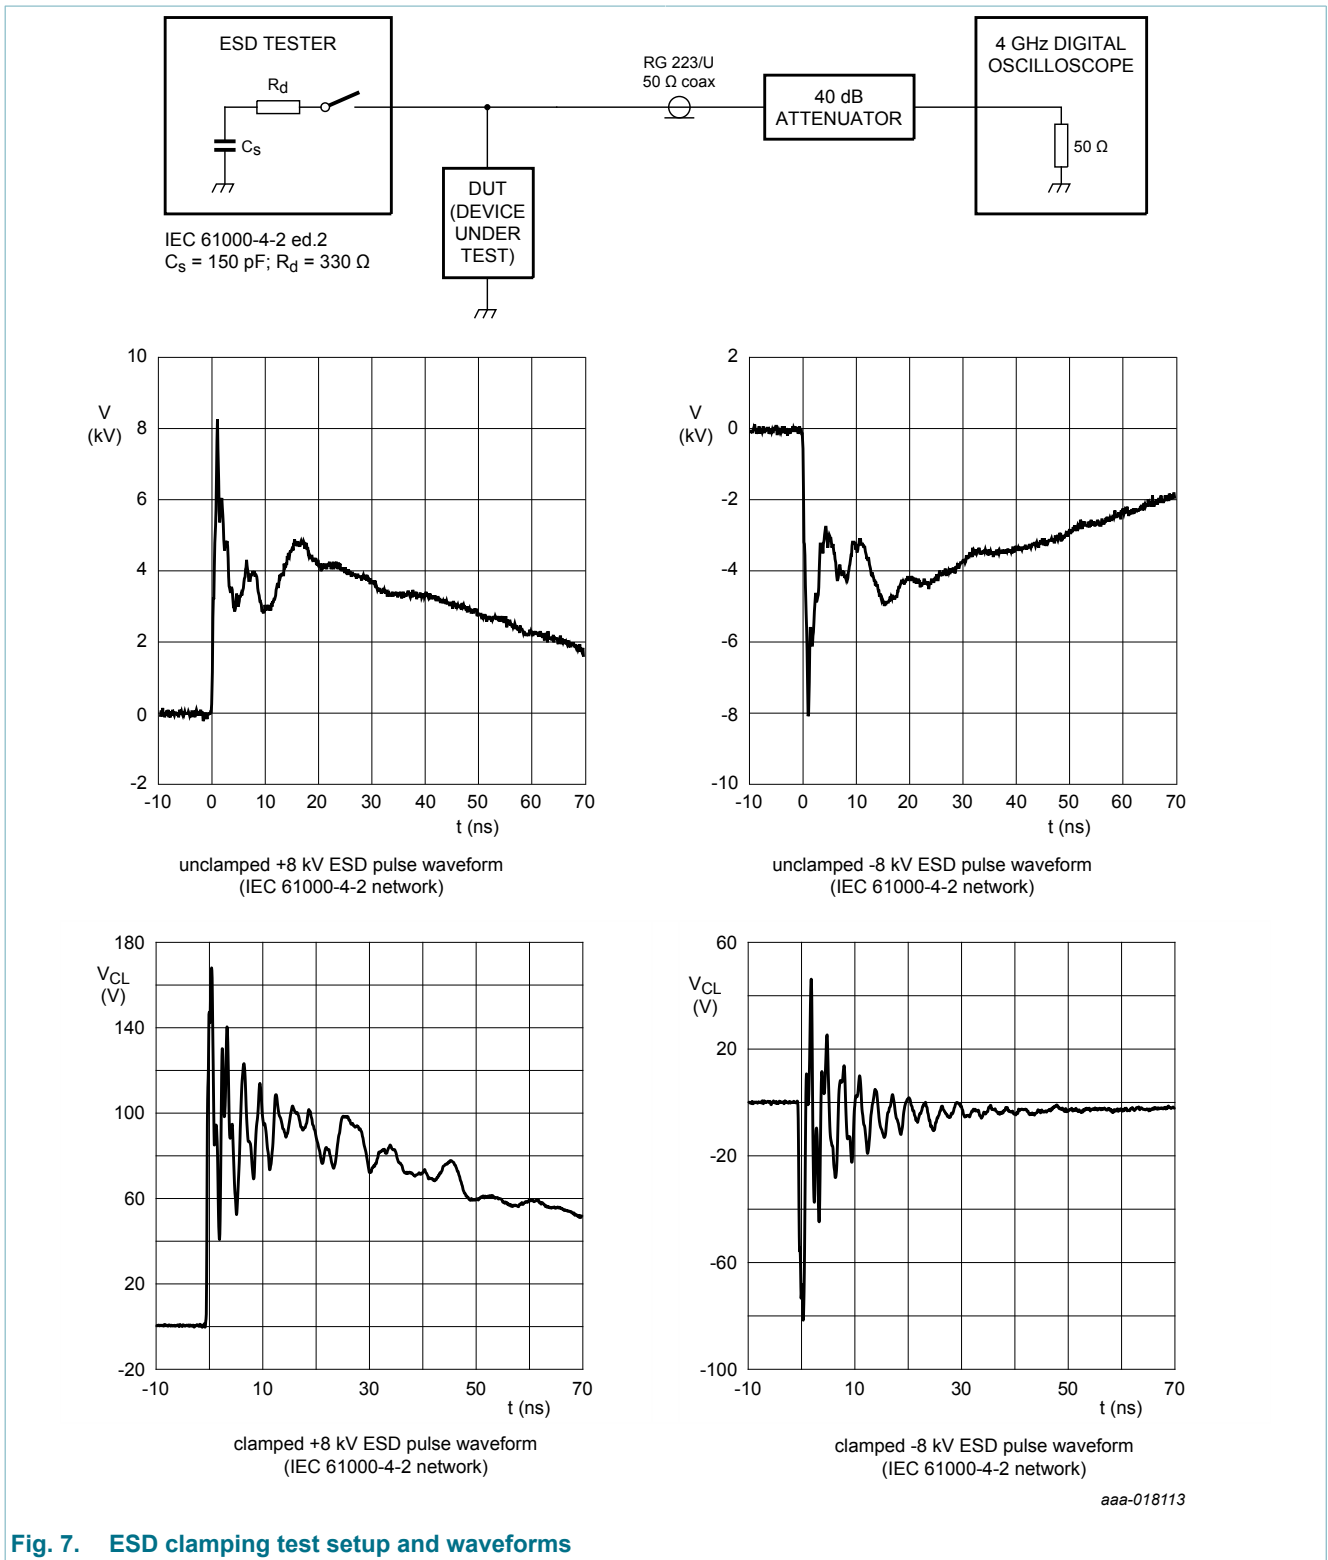 ESD TESTER
Rd
Cs
IEC 61000-4-2 ed.2
Cs = 150 pF; Rd = 330 Ω
DUT
(DEVICE
UNDER
TEST)
RG 223/U
50 Ω coax
40 dB
ATTENUATOR
4 GHz DIGITAL
OSCILLOSCOPE
50 Ω
10
8
6
4
2
0
-2
V
(kV)
-10 0 10 20 30 40 50 60 70
t (ns)
unclamped +8 kV ESD pulse waveform
(IEC 61000-4-2 network)
2
0
-2
-4
-6
-8
-10
V
(kV)
-10 0 10 20 30 40 50 60 70
t (ns)
unclamped -8 kV ESD pulse waveform
(IEC 61000-4-2 network)
180
140
100
60
20
-20
VCL
(V)
-10 10 30 50 70
t (ns)
clamped +8 kV ESD pulse waveform
(IEC 61000-4-2 network)
60
20
-20
-60
-100
VCL
(V)
-10 10 30 50 70
t (ns)
clamped -8 kV ESD pulse waveform
(IEC 61000-4-2 network)
aaa-018113
Fig. 7. ESD clamping test setup and waveforms